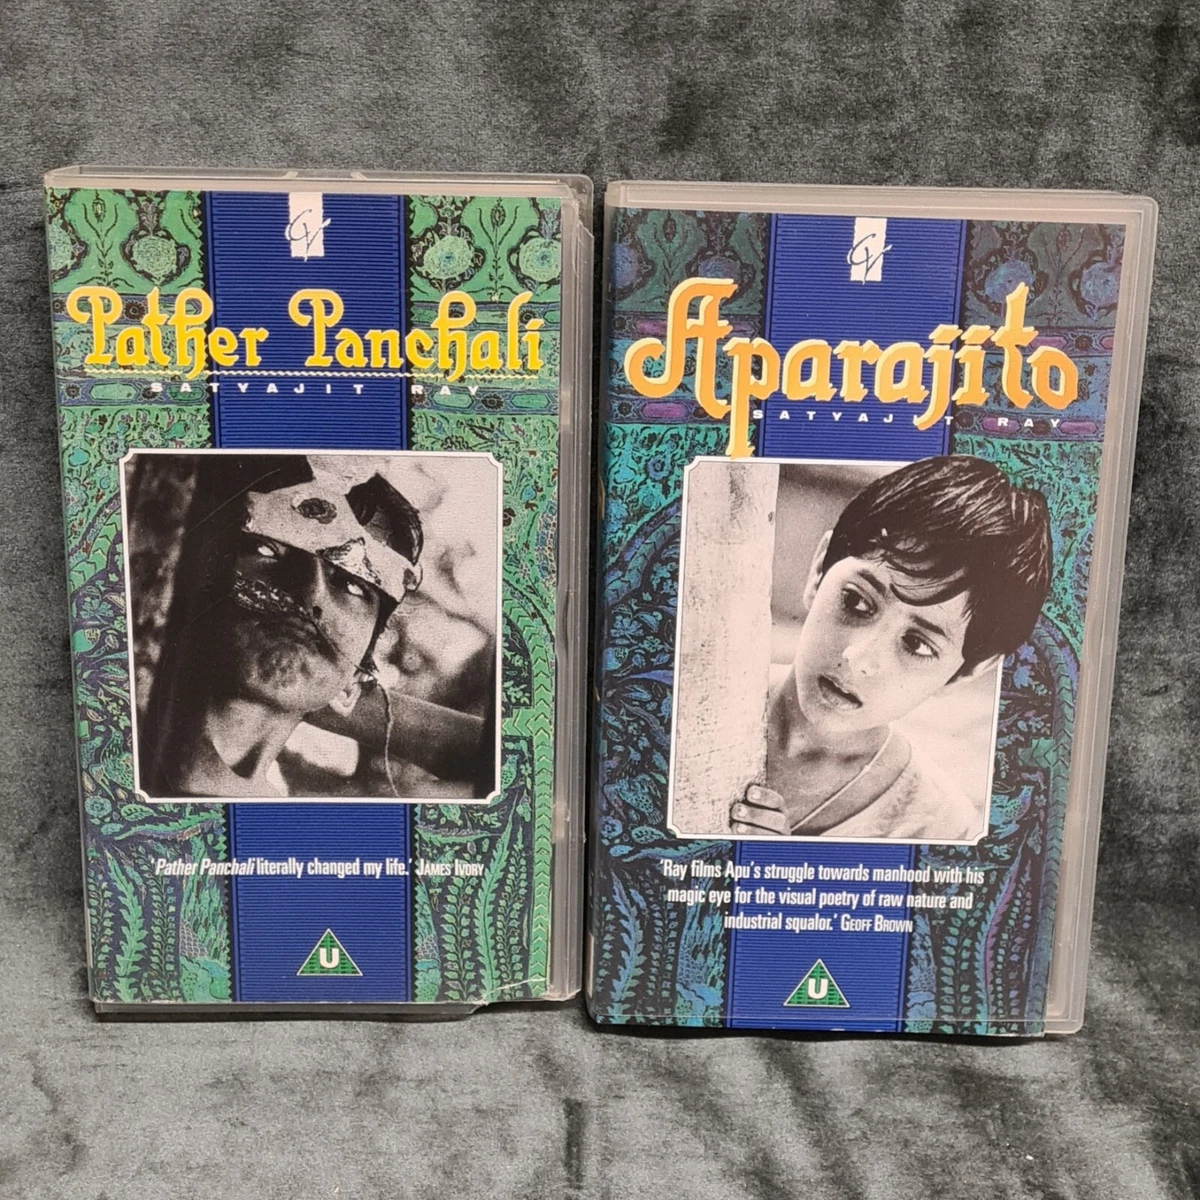 CV
Pather Panchali
SATYAJIT RAY
'Pather Panchali literally changed my life.' JAMES IVORY
U
CV
Aparajito
SATYAJIT RAY
'Ray films Apu's struggle towards manhood with his
magic eye for the visual poetry of raw nature and
industrial squalor.' GEOFF BROWN
U